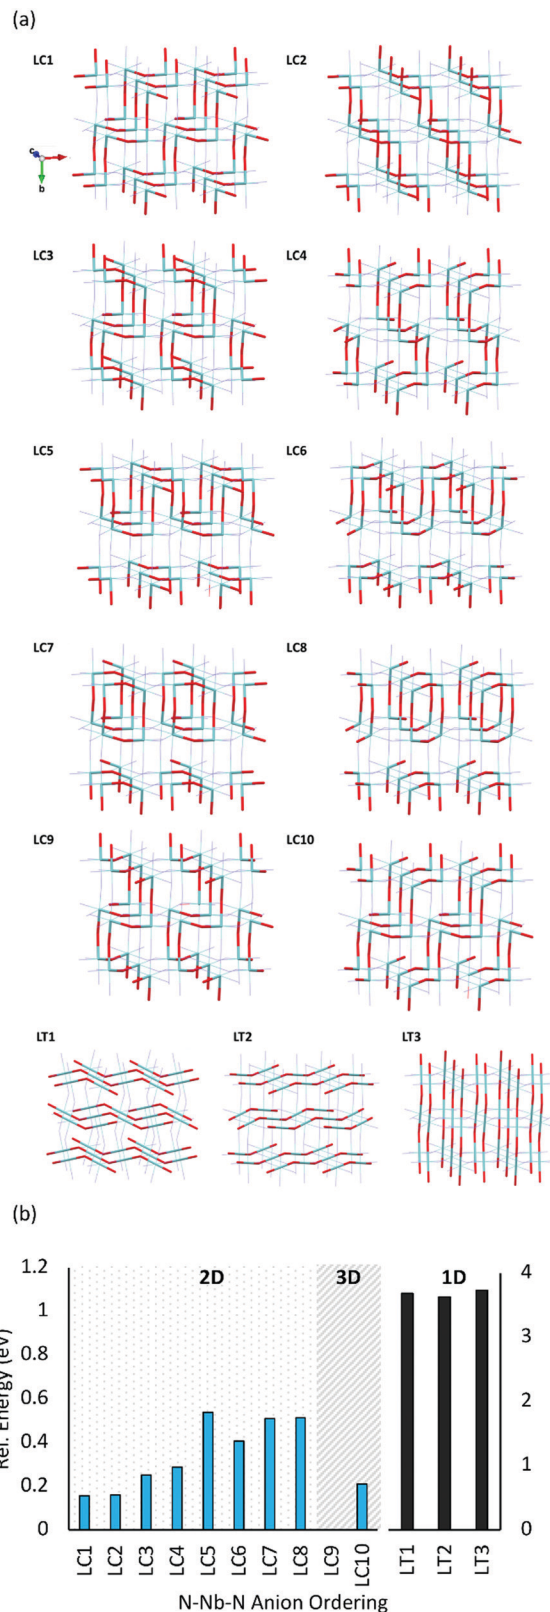 (a)
LC1
LC2
c
b
LC3
LC4
LC5
LC6
LC7
LC8
LC9
LC10
LT1
LT2
LT3
(b)
2D
3D
1D
1.2
1
0.8
0.6
0.4
0.2
0
4
3
2
1
0
Rel. Energy (eV)
LC1
LC2
LC3
LC4
LC5
LC6
LC7
LC8
LC9
LC10
LT1
LT2
LT3
N-Nb-N Anion Ordering